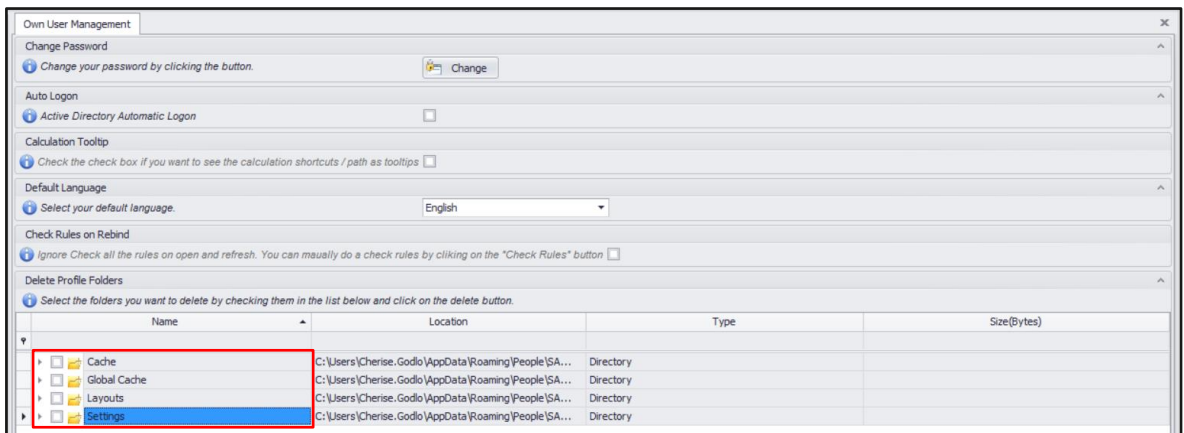 Own User Management
Change Password
Change your password by clicking the button.
Change
Auto Logon
Active Directory Automatic Logon
Calculation Tooltip
Check the check box if you want to see the calculation shortcuts / path as tooltips
Default Language
Select your default language.
English
Check Rules on Rebind
Ignore Check all the rules on open and refresh. You can maually do a check rules by cliking on the "Check Rules" button
Delete Profile Folders
Select the folders you want to delete by checking them in the list below and click on the delete button.
Name Location Type Size(Bytes)
Cache C:\Users\Cherise.Godlo\AppData\Roaming\People\SA... Directory
Global Cache C:\Users\Cherise.Godlo\AppData\Roaming\People\SA... Directory
Layouts C:\Users\Cherise.Godlo\AppData\Roaming\People\SA... Directory
Settings C:\Users\Cherise.Godlo\AppData\Roaming\People\SA... Directory